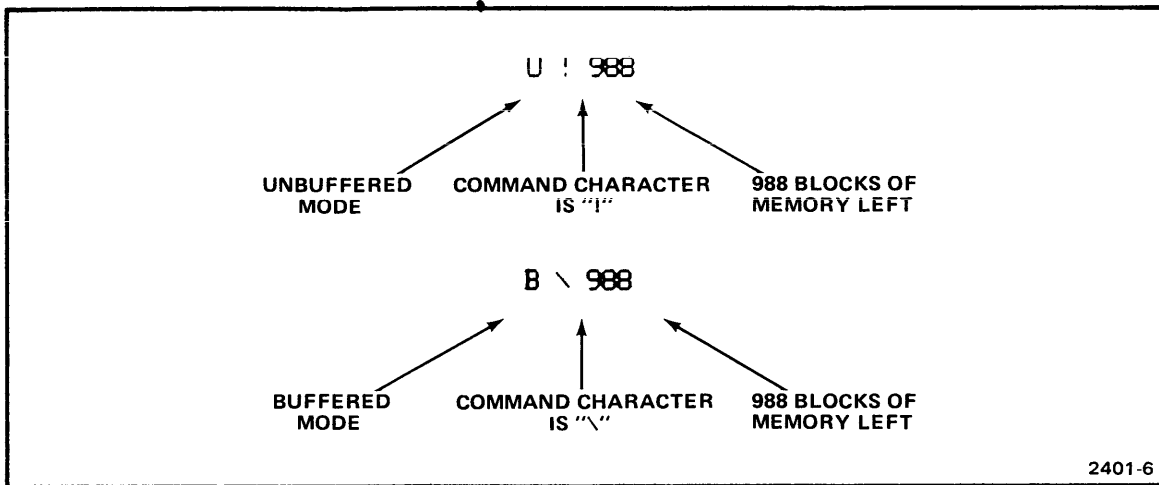 U ! 988
UNBUFFERED
MODE
COMMAND CHARACTER
IS "!"
988 BLOCKS OF
MEMORY LEFT
B \ 988
BUFFERED
MODE
COMMAND CHARACTER
IS "\"
988 BLOCKS OF
MEMORY LEFT
2401-6